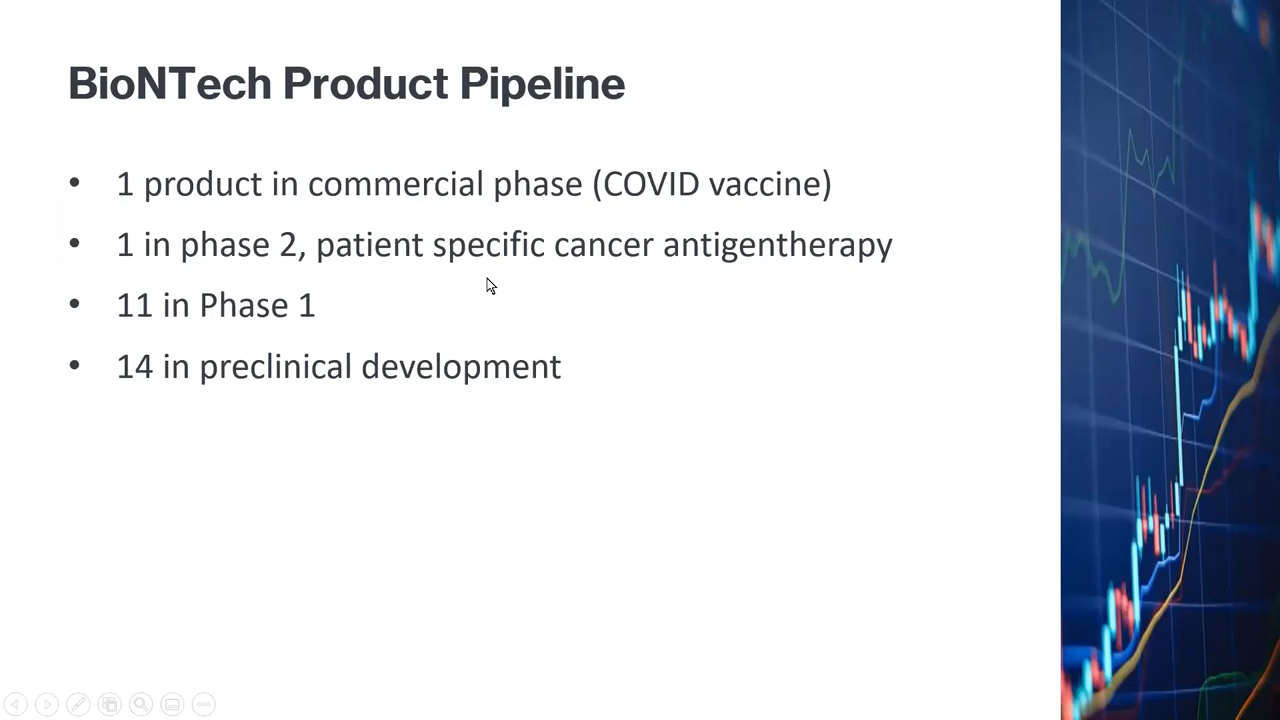 BioNTech Product Pipeline
• 1 product in commercial phase (COVID vaccine)
• 1 in phase 2, patient specific cancer antigentherapy
• 11 in Phase 1
• 14 in preclinical development